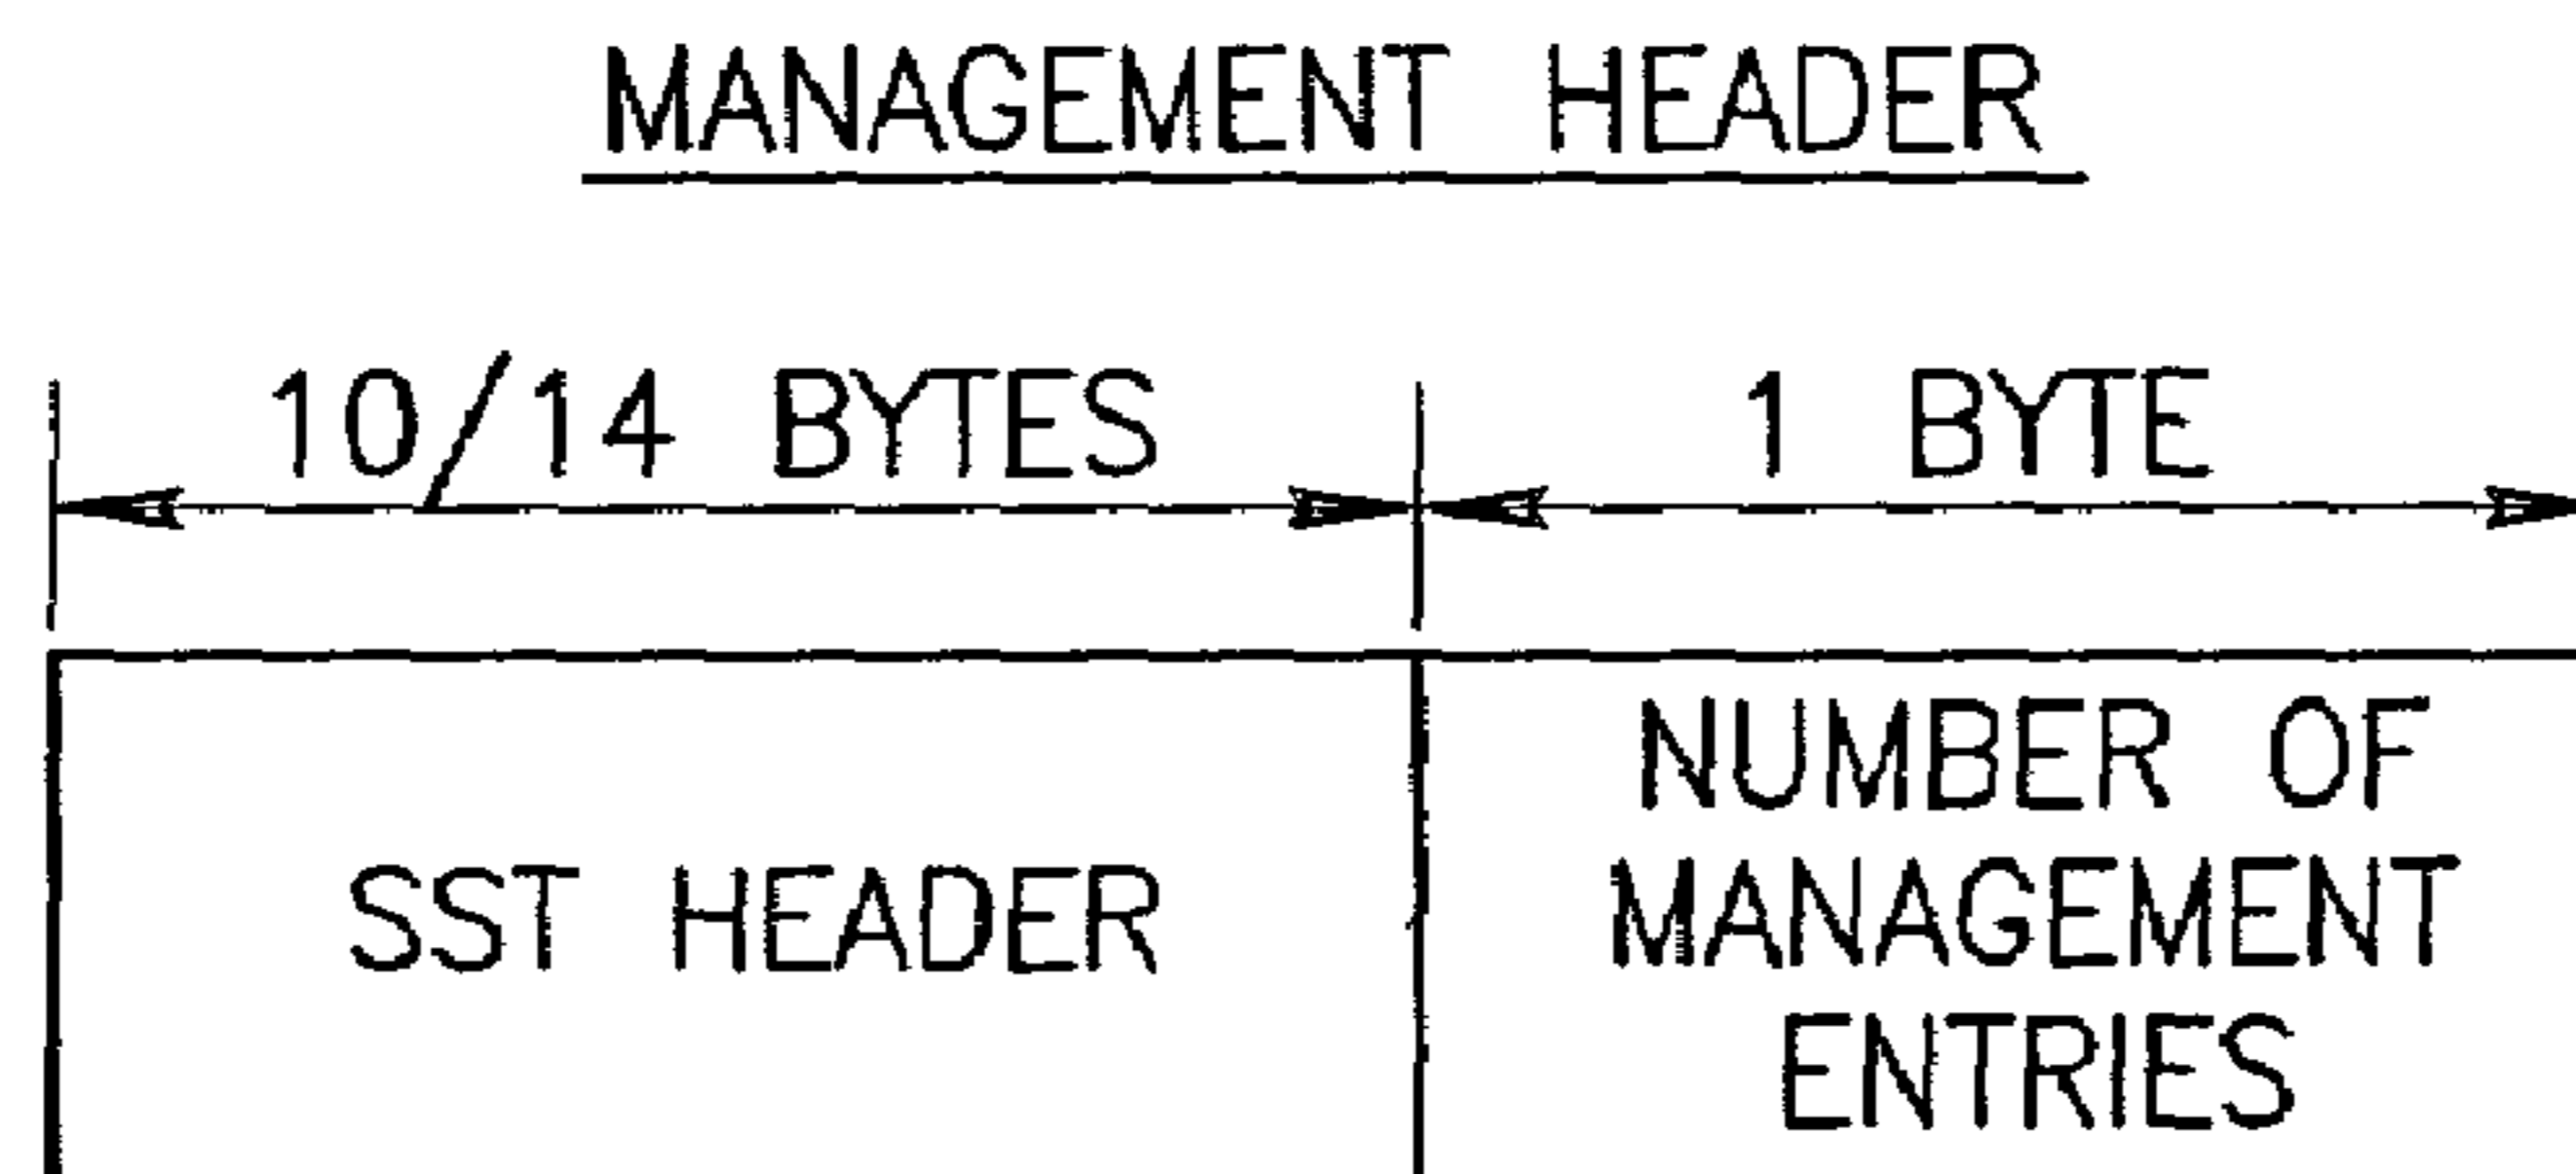 MANAGEMENT HEADER
10/14 BYTES
1 BYTE
SST HEADER
NUMBER OF
MANAGEMENT
ENTRIES